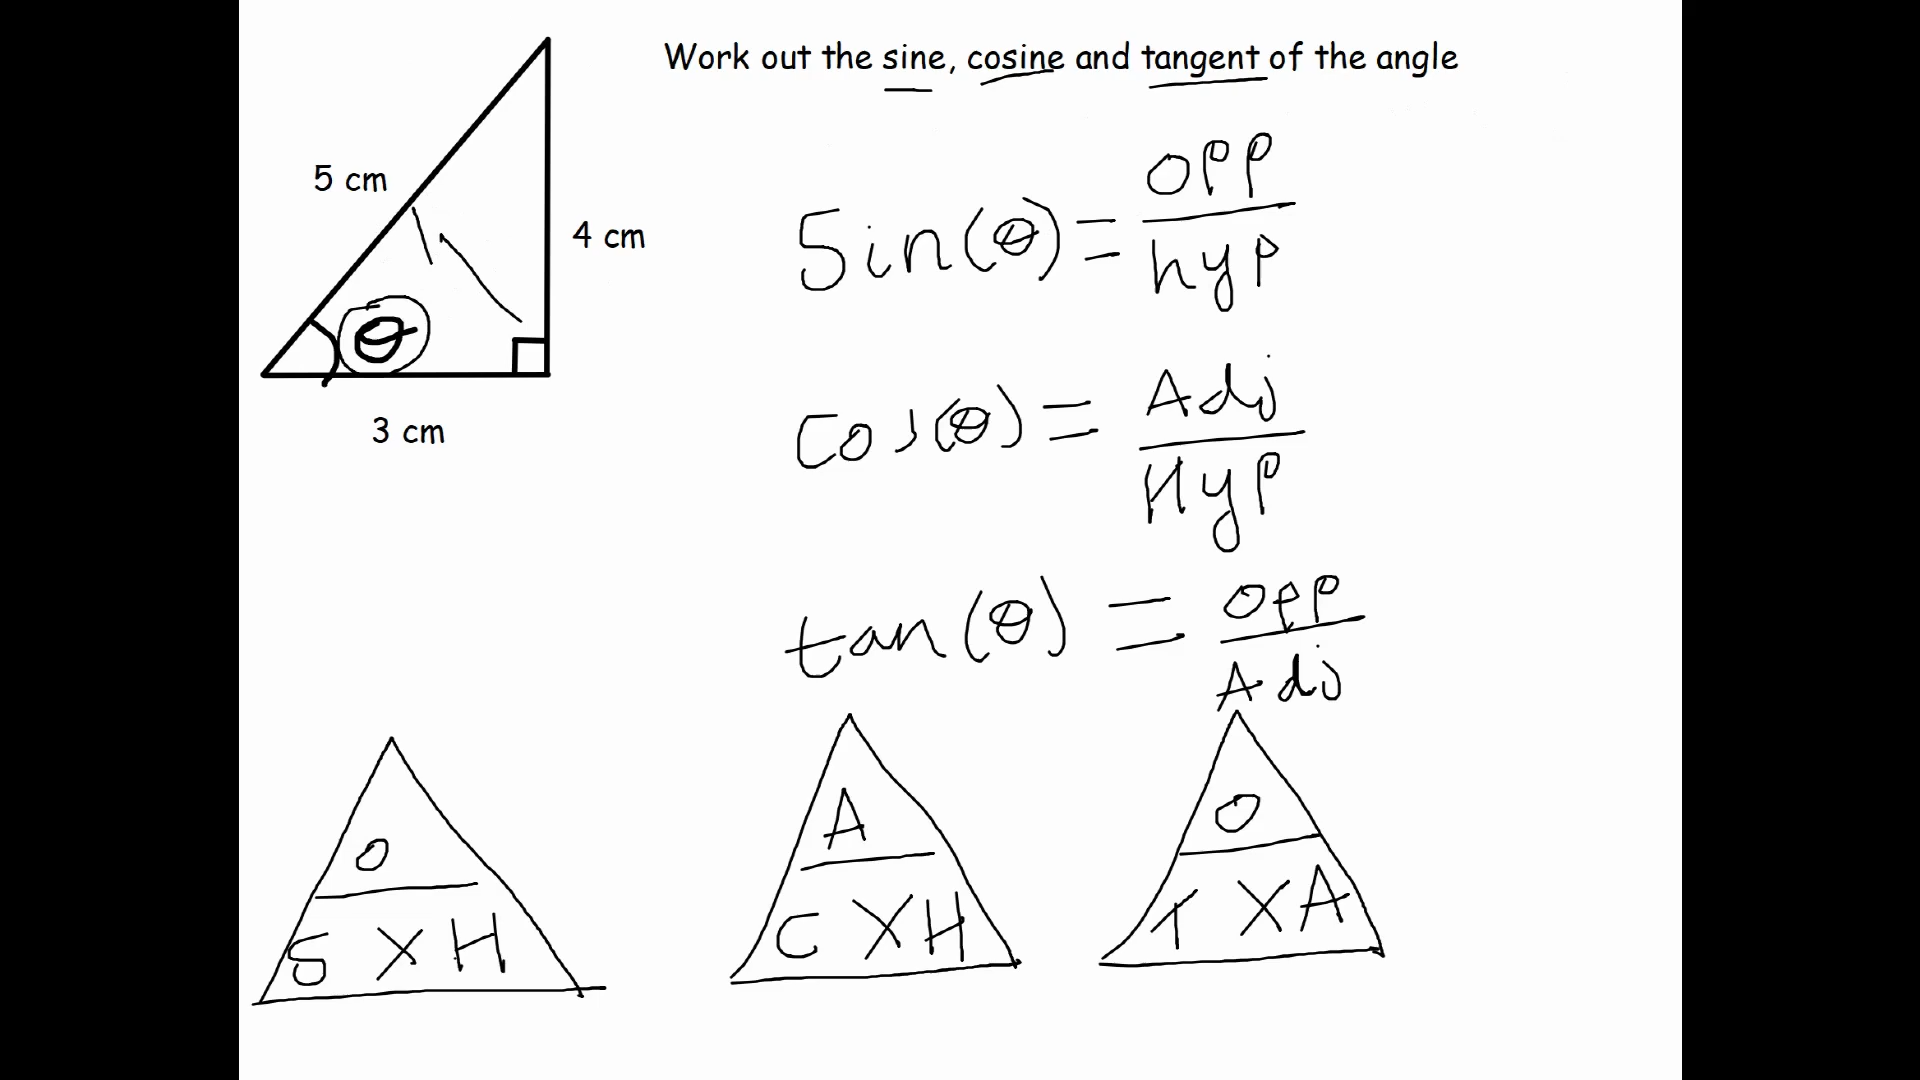 Work out the sine, cosine and tangent of the angle
5 cm
4 cm
θ
3 cm
Sin(θ) = opp / hyp
cos(θ) = Adj / Hyp
tan(θ) = opp / Adj
O
S X H
A
C X H
O
T X A